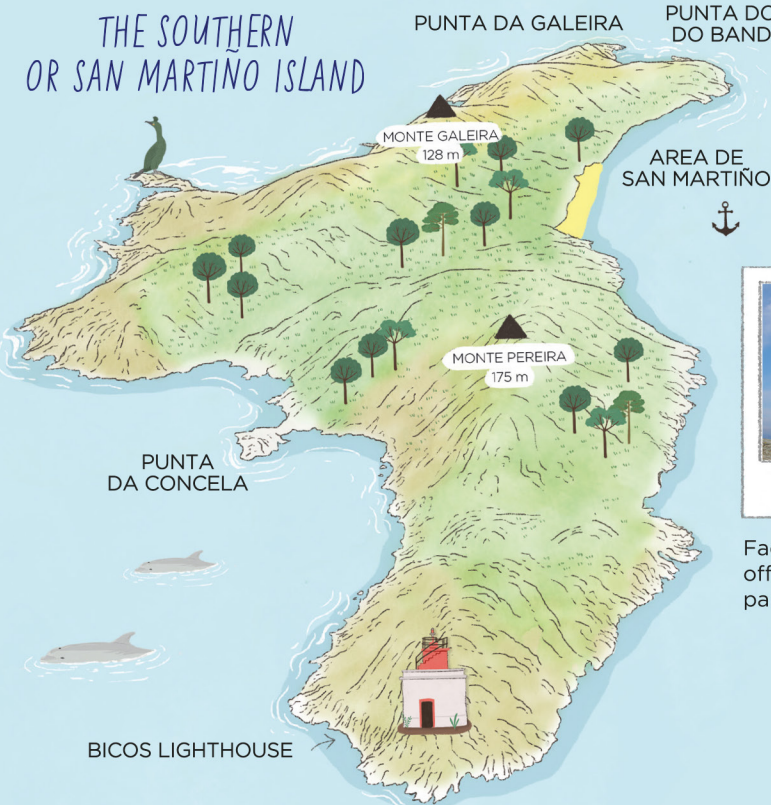 THE SOUTHERN
OR SAN MARTIÑO ISLAND
PUNTA DA GALEIRA
PUNTA DO
DO BAND
MONTE GALEIRA
128 m
AREA DE
SAN MARTIÑO
MONTE PEREIRA
175 m
PUNTA
DA CONCELA
off
pa
BICOS LIGHTHOUSE